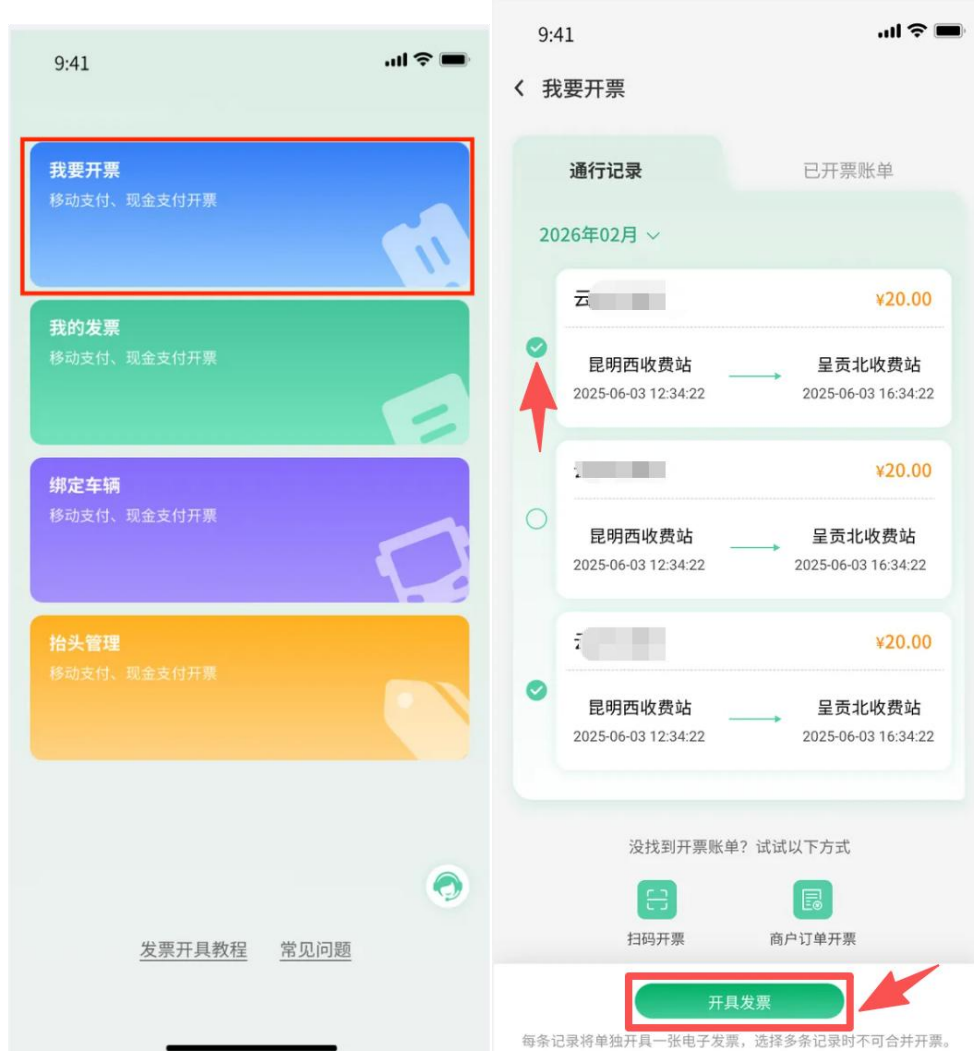 9:41
我要开票
移动支付、现金支付开票
我的发票
移动支付、现金支付开票
绑定车辆
移动支付、现金支付开票
抬头管理
移动支付、现金支付开票
发票开具教程 常见问题
9:41
我要开票
通行记录 已开票账单
2026年02月
云 ¥20.00
昆明西收费站 呈贡北收费站
2025-06-03 12:34:22 2025-06-03 16:34:22
¥20.00
昆明西收费站 呈贡北收费站
2025-06-03 12:34:22 2025-06-03 16:34:22
¥20.00
昆明西收费站 呈贡北收费站
2025-06-03 12:34:22 2025-06-03 16:34:22
没找到开票账单？试试以下方式
扫码开票 商户订单开票
开具发票
每条记录将单独开具一张电子发票，选择多条记录时不可合并开票。